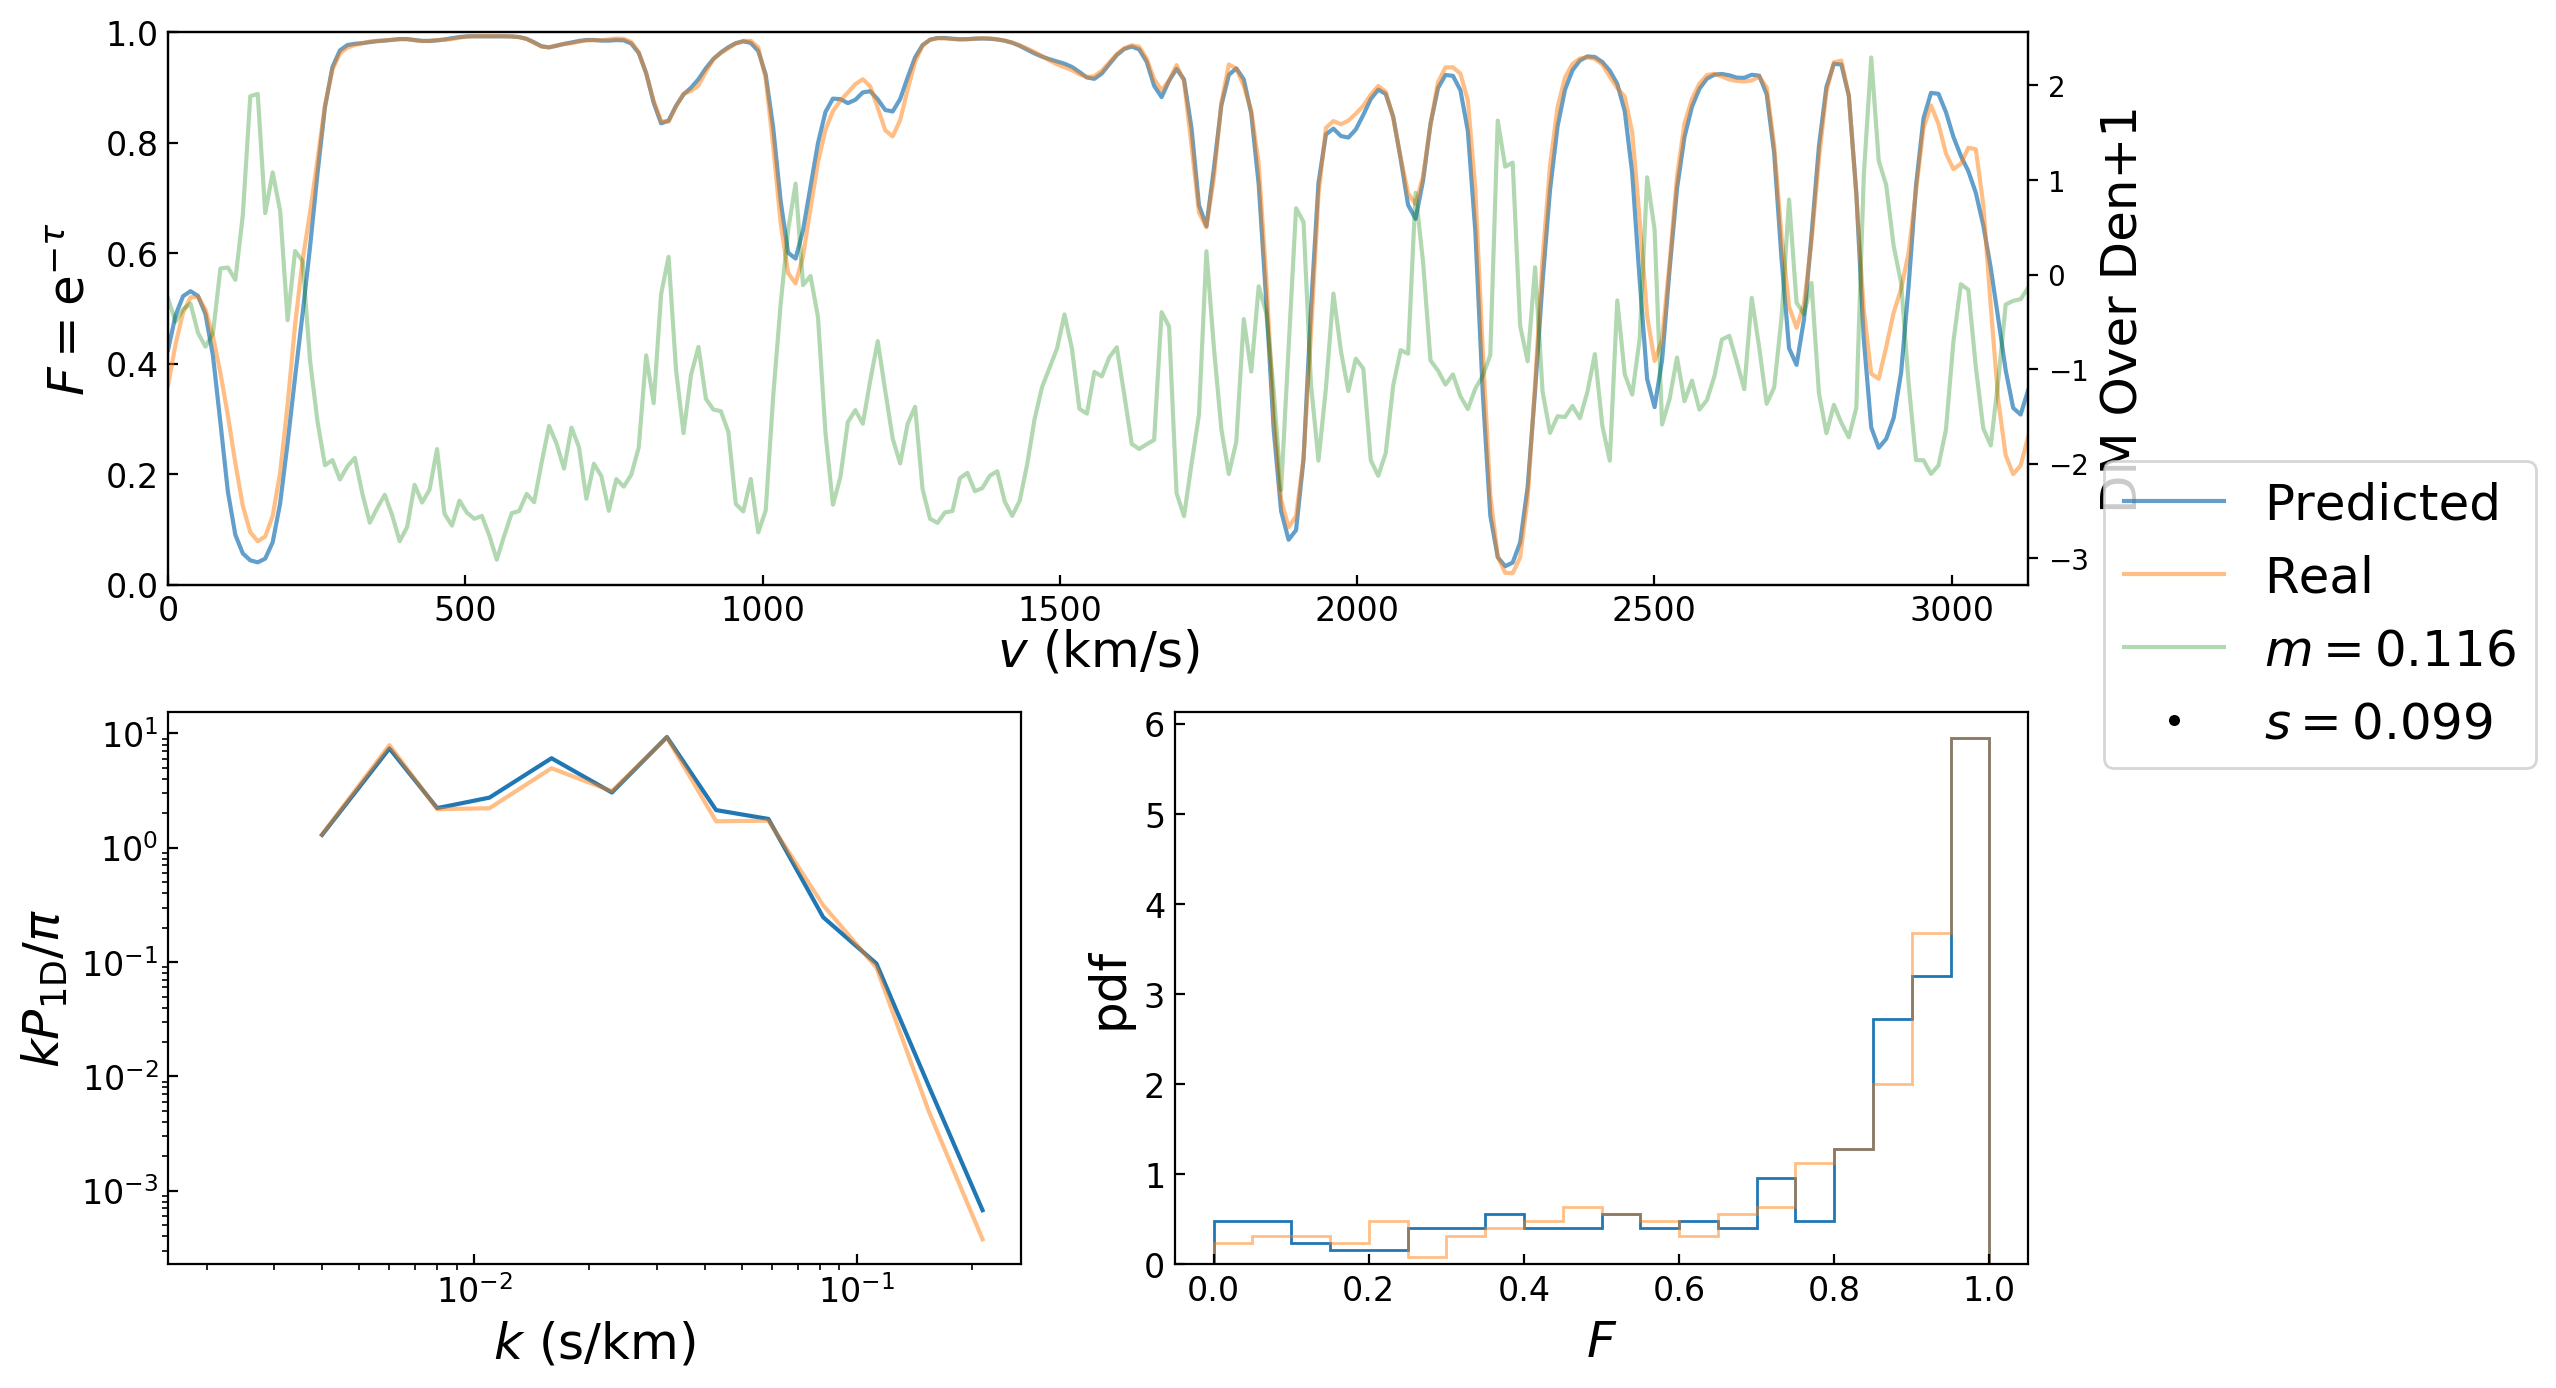 1.0
0.8
0.6
0.4
0.2
0.0
F = e^{-τ}
0 500 1000 1500 2000 2500 3000
v (km/s)
2
1
0
−1
−2
−3
DM Over Den+1
Predicted
Real
m = 0.116
s = 0.099
10^1
10^0
10^{-1}
10^{-2}
10^{-3}
kP_{1D}/π
10^{-2} 10^{-1}
k (s/km)
6
5
4
3
2
1
0
pdf
0.0 0.2 0.4 0.6 0.8 1.0
F